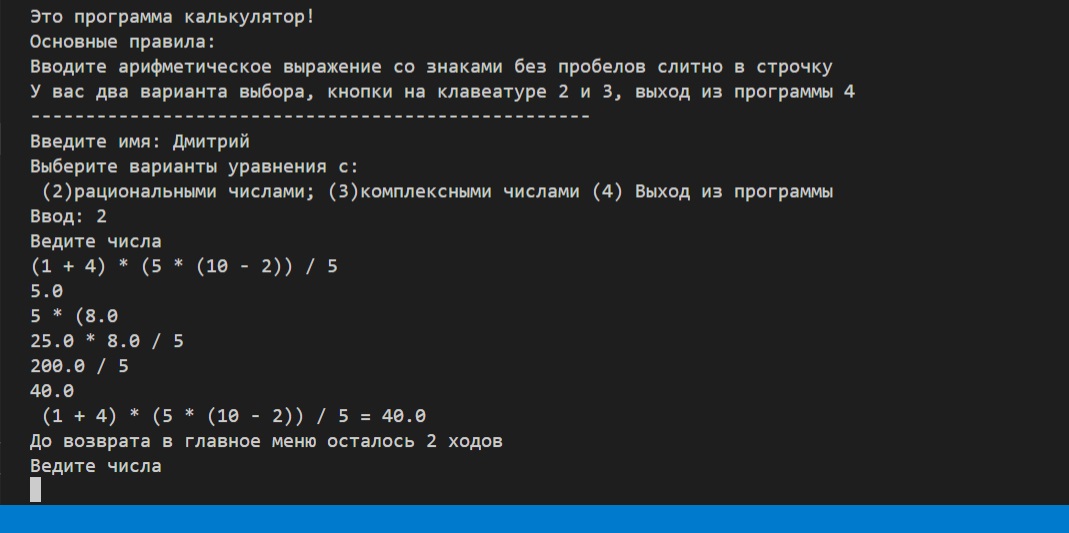 Это программа калькулятор!
Основные правила:
Вводите арифметическое выражение со знаками без пробелов слитно в строчку
У вас два варианта выбора, кнопки на клавеатуре 2 и 3, выход из программы 4
---------------------------------------------------
Введите имя: Дмитрий
Выберите варианты уравнения с:
(2)рациональными числами; (3)комплексными числами (4) Выход из программы
Ввод: 2
Ведите числа
(1 + 4) * (5 * (10 - 2)) / 5
5.0
5 * (8.0
25.0 * 8.0 / 5
200.0 / 5
40.0
(1 + 4) * (5 * (10 - 2)) / 5 = 40.0
До возврата в главное меню осталось 2 ходов
Ведите числа